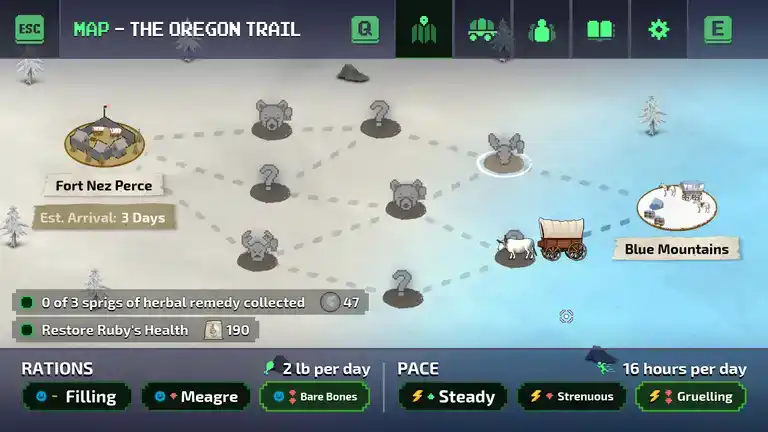 ESC
MAP - THE OREGON TRAIL
Q
E
?
?
?
Fort Nez Perce
Est. Arrival: 3 Days
Blue Mountains
0 of 3 sprigs of herbal remedy collected 47
Restore Ruby's Health 190
RATIONS
2 lb per day
PACE
16 hours per day
- Filling
Meagre
Bare Bones
Steady
Strenuous
Gruelling